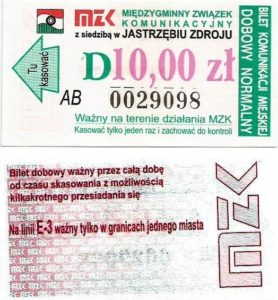 mzk
MIĘDZYGMINNY ZWIĄZEK
KOMUNIKACYJNY
z siedzibą w JASTRZĘBIU ZDROJU
Tu
kasować
D10,00 zł
AB 0029098
Ważny na terenie działania MZK
Kasować tylko jeden raz i zachować do kontroli
BILET KOMUNIKACJI MIEJSKIEJ
DOBOWY NORMALNY
Bilet dobowy ważny przez całą dobę
od czasu skasowania z możliwością
kilkakrotnego przesiadania się
Na linii E-3 ważny tylko w granicach jednego miasta
mzk